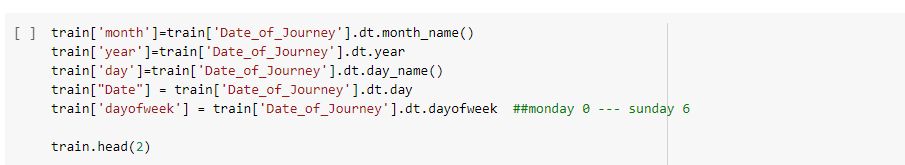 [ ] train['month']=train['Date_of_Journey'].dt.month_name()
train['year']=train['Date_of_Journey'].dt.year
train['day']=train['Date_of_Journey'].dt.day_name()
train["Date"] = train['Date_of_Journey'].dt.day
train['dayofweek'] = train['Date_of_Journey'].dt.dayofweek  ##monday 0 --- sunday 6
train.head(2)